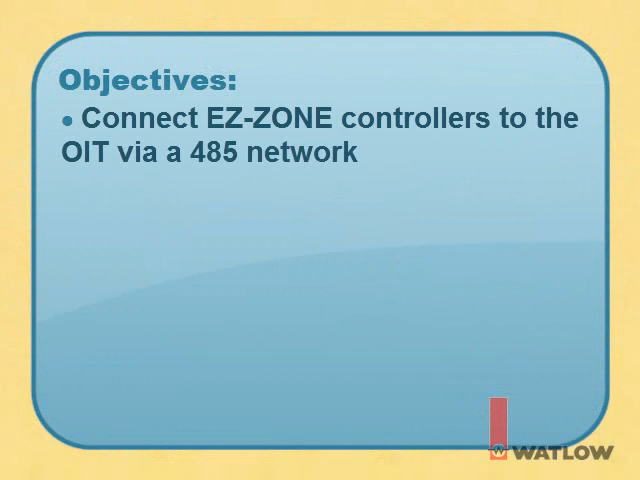 Objectives:
● Connect EZ-ZONE controllers to the
OIT via a 485 network
WATLOW